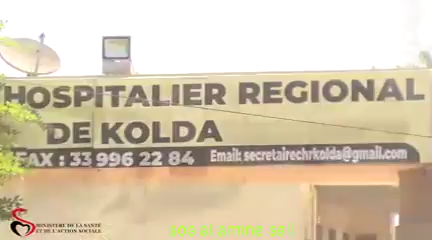 HOSPITALIER REGIONAL
DE KOLDA
FAX : 33 996 22 84 Email: secretairechrkolda@gmail.com
MINISTERE DE LA SANTÉ
ET DE L'ACTION SOCIALE